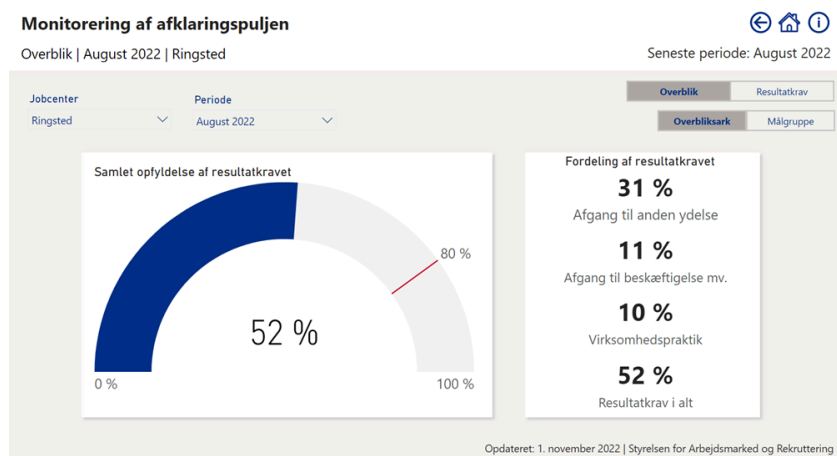 Monitorering af afklaringspuljen
Overblik | August 2022 | Ringsted
Seneste periode: August 2022
Jobcenter
Ringsted
Periode
August 2022
Overblik
Resultatkrav
Overbliksark
Målgruppe
Samlet opfyldelse af resultatkravet
80 %
52 %
0 %
100 %
Fordeling af resultatkravet
31 %
Afgang til anden ydelse
11 %
Afgang til beskæftigelse mv.
10 %
Virksomhedspraktik
52 %
Resultatkrav i alt
Opdateret: 1. november 2022 | Styrelsen for Arbejdsmarked og Rekruttering